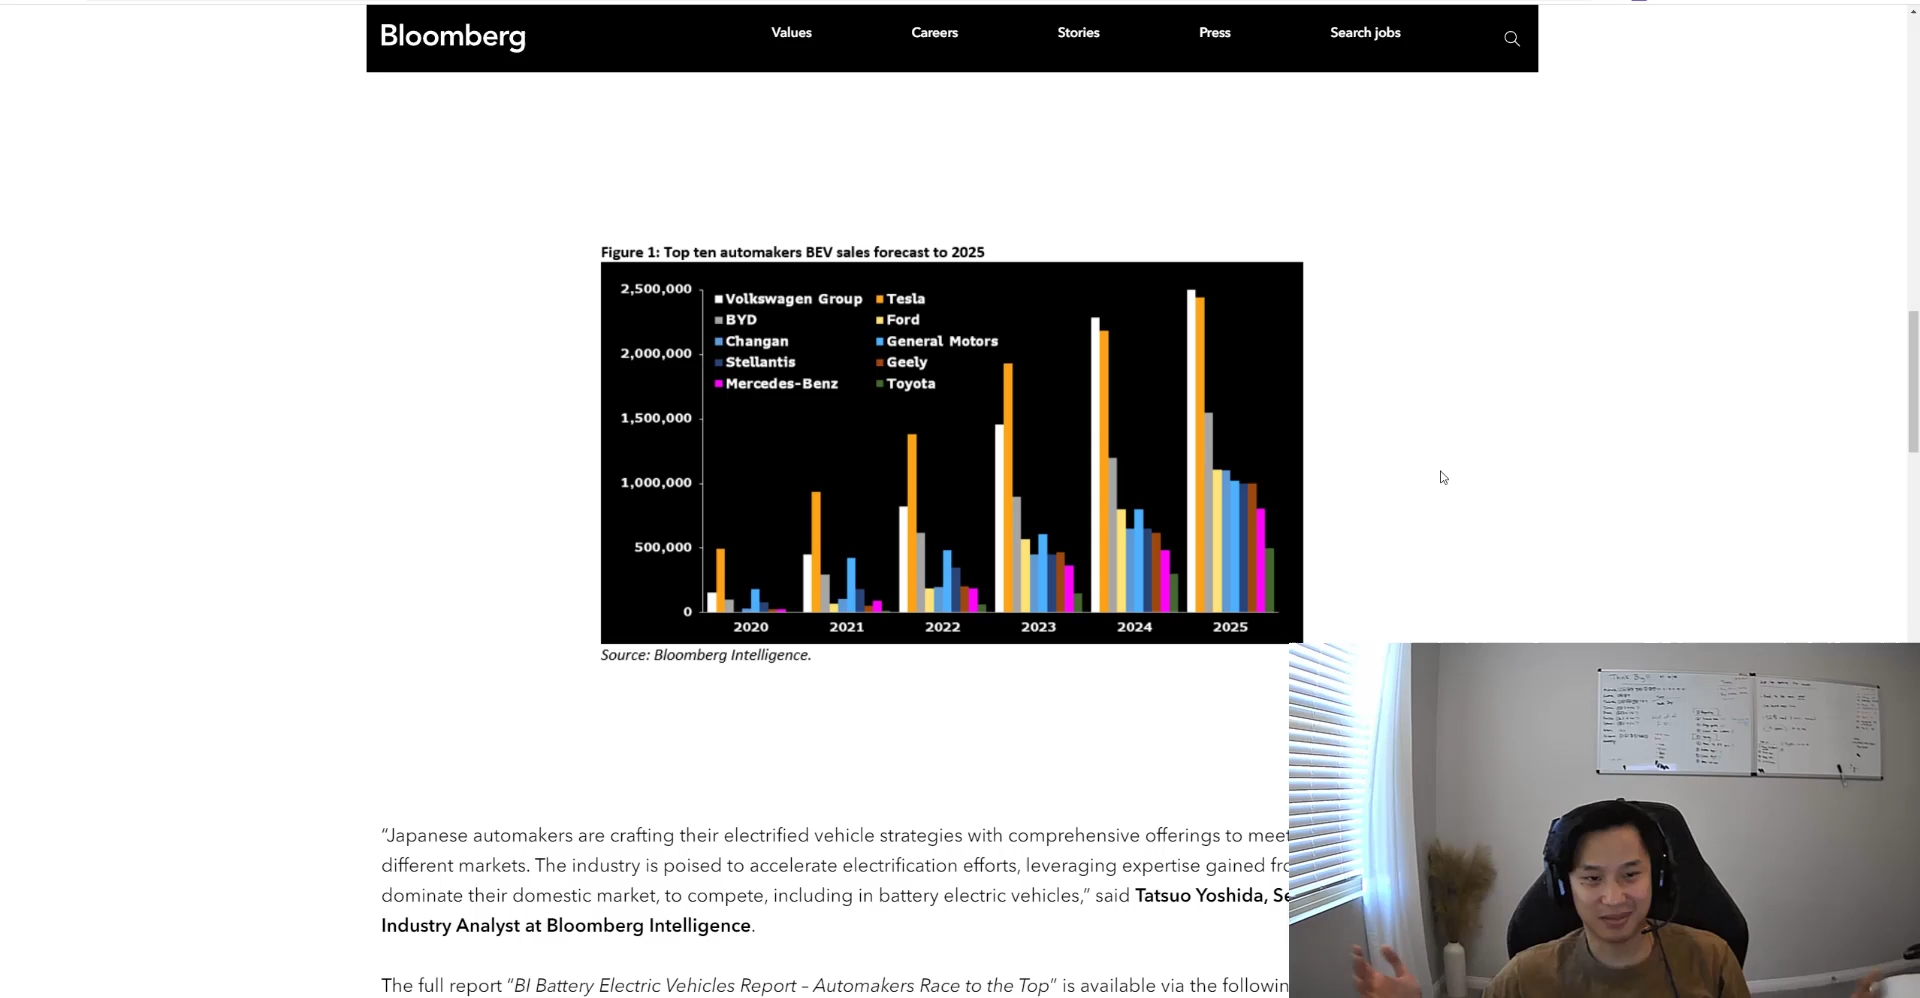 Bloomberg
Values
Careers
Stories
Press
Search jobs
Figure 1: Top ten automakers BEV sales forecast to 2025
2,500,000
2,000,000
1,500,000
1,000,000
500,000
0
Volkswagen Group
Tesla
BYD
Ford
Changan
General Motors
Stellantis
Geely
Mercedes-Benz
Toyota
2020
2021
2022
2023
2024
2025
Source: Bloomberg Intelligence.
“Japanese automakers are crafting their electrified vehicle strategies with comprehensive offerings to meet
different markets. The industry is poised to accelerate electrification efforts, leveraging expertise gained
dominate their domestic market, to compete, including in battery electric vehicles,” said Tatsuo Yoshida,
Industry Analyst at Bloomberg Intelligence.
The full report “BI Battery Electric Vehicles Report – Automakers Race to the Top” is available via the